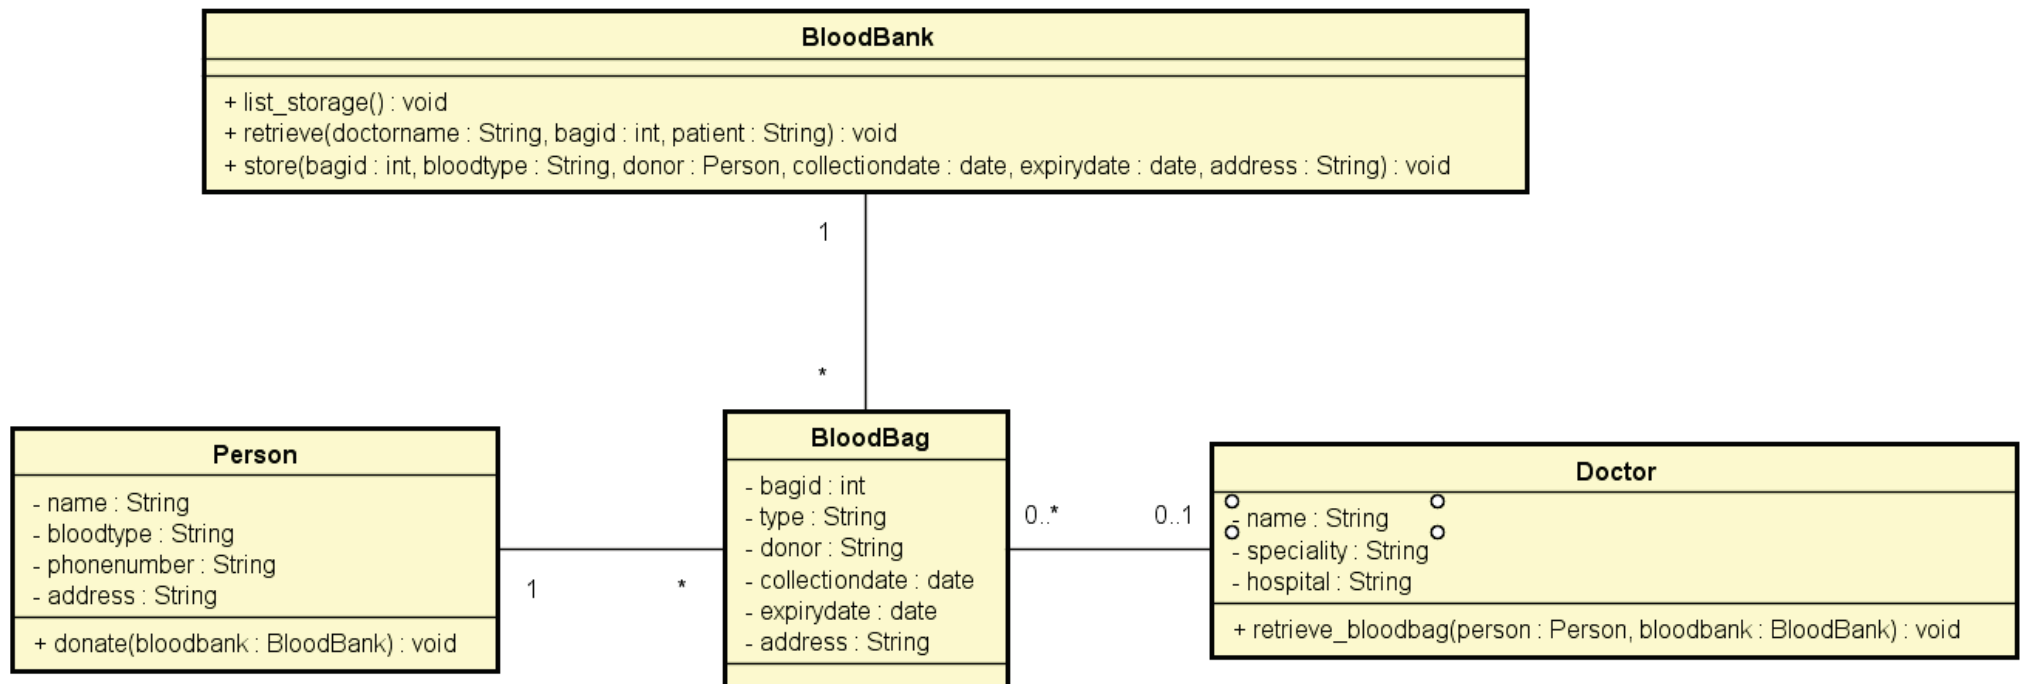 BloodBank
+ list_storage() : void
+ retrieve(doctorname : String, bagid : int, patient : String) : void
+ store(bagid : int, bloodtype : String, donor : Person, collectiondate : date, expirydate : date, address : String) : void
1
*
Person
- name : String
- bloodtype : String
- phonenumber : String
- address : String
+ donate(bloodbank : BloodBank) : void
1
*
BloodBag
- bagid : int
- type : String
- donor : String
- collectiondate : date
- expirydate : date
- address : String
0..*
0..1
Doctor
- name : String
- speciality : String
- hospital : String
+ retrieve_bloodbag(person : Person, bloodbank : BloodBank) : void